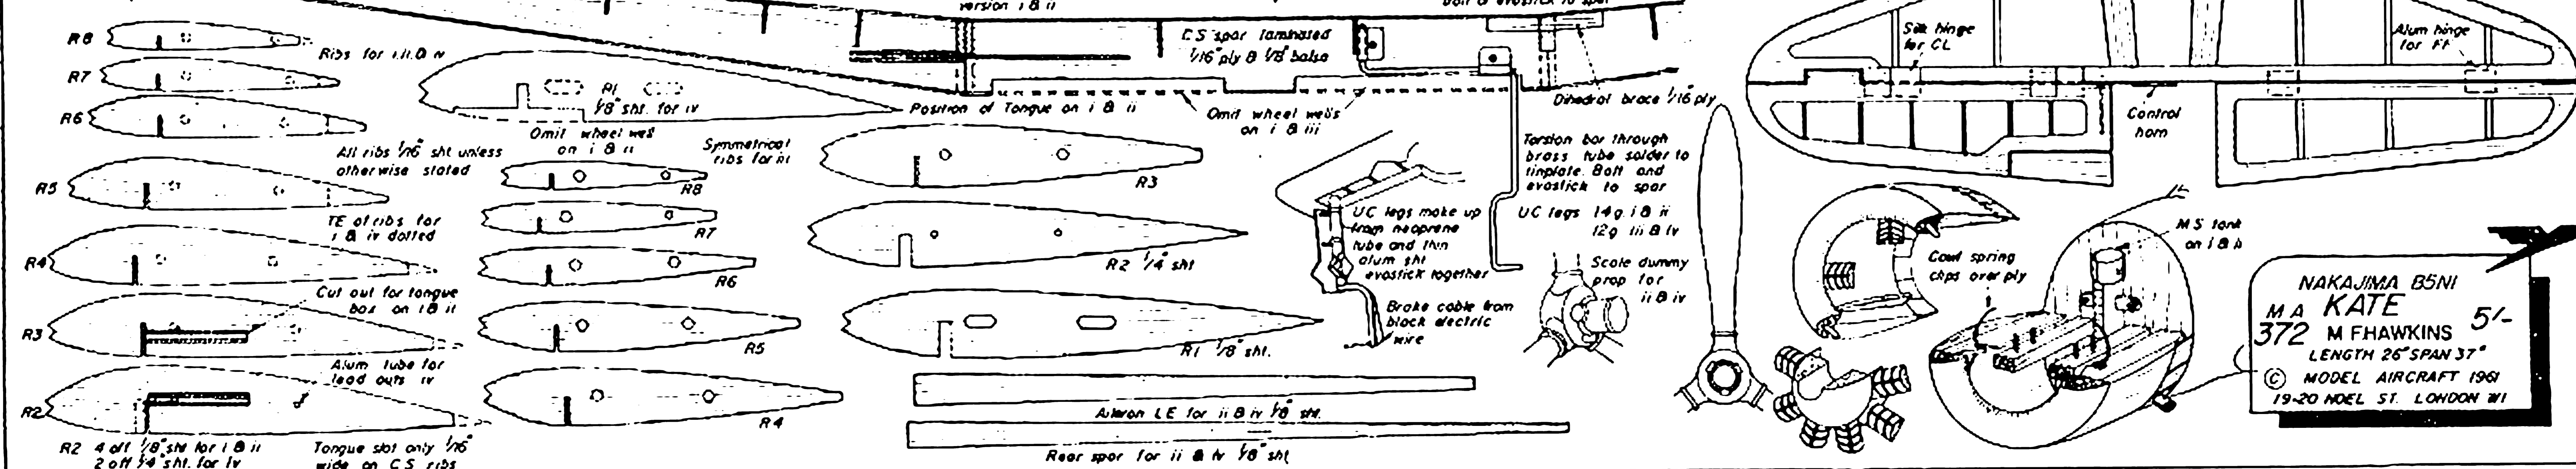 version i & ii
bolt & evostick to spar
R8
Ribs for i.ii.& iv
R7
R6
All ribs 1/16" sht unless
otherwise stated
R5
TE of ribs for
i & iv dotted
R4
Cut out for tongue
box on i & ii
R3
Alum tube for
lead outs iv
R2
R2 4 off 1/8" sht for i & ii
2 off 1/4" sht. for iv
Tongue slot only 1/16"
wide on CS ribs
R1
1/8" sht. for iv
Omit wheel well
on i & ii
Symmetrical
ribs for iii
R8
R7
R6
R5
R4
CS spar laminated
1/16" ply & 1/8" balsa
Position of Tongue on i & ii
Omit wheel wells
on i & iii
Dihedral brace 1/16" ply
R3
R2 1/4" sht
R1 1/8" sht.
Aileron LE for ii & iv 1/8" sht.
Rear spar for ii & iv 1/8" sht
UC legs make up
from neoprene
tube and thin
alum sht
evostick together
Brake cable from
black electric
wire
Torsion bar through
brass tube solder to
tinplate. Bolt and
evostick to spar
UC legs 14g. i & ii
12g iii & iv
Scale dummy
prop for
ii & iv
Silk hinge
for CL
Alum hinge
for FF
Control
horn
Cowl spring
clips over ply
MS tank
on i & ii
NAKAJIMA B5N1
MA KATE 5/-
372 M F HAWKINS
LENGTH 26" SPAN 37"
© MODEL AIRCRAFT 1961
19-20 NOEL ST. LONDON W1